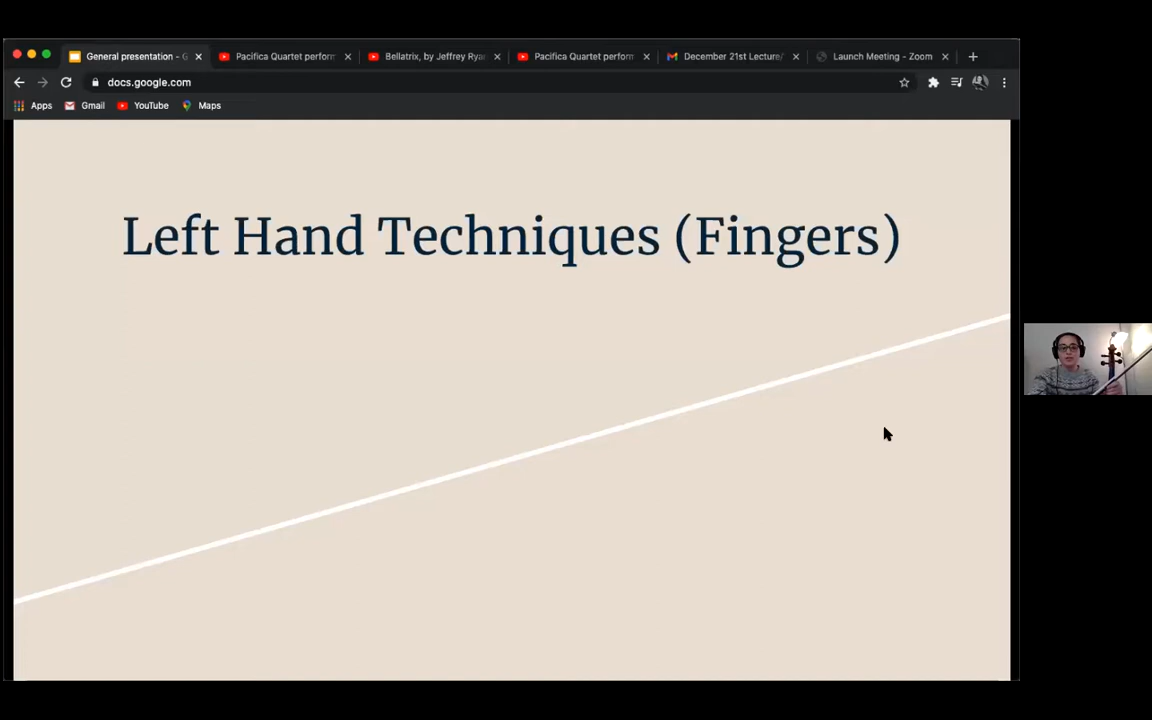 General presentation - G
Pacifica Quartet perform
Bellatrix, by Jeffrey Rya
Pacifica Quartet perform
December 21st Lecture/
Launch Meeting - Zoom
docs.google.com
Apps
Gmail
YouTube
Maps
Left Hand Techniques (Fingers)